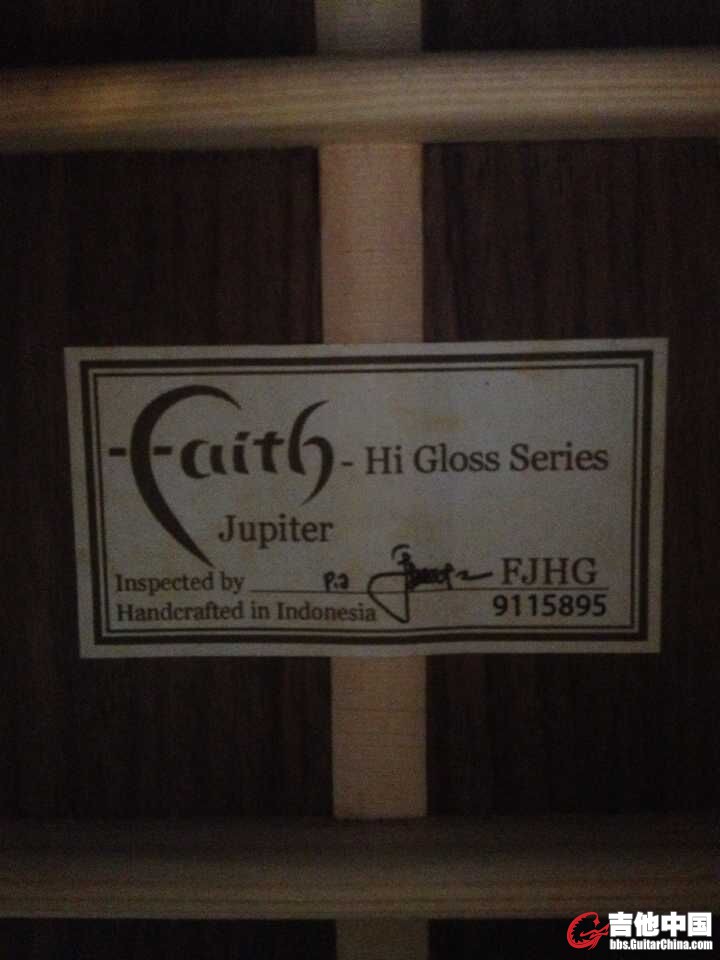 Faith - Hi Gloss Series
Jupiter
Inspected by P.a FJHG
Handcrafted in Indonesia 9115895
吉他中国
bbs.GuitarChina.com